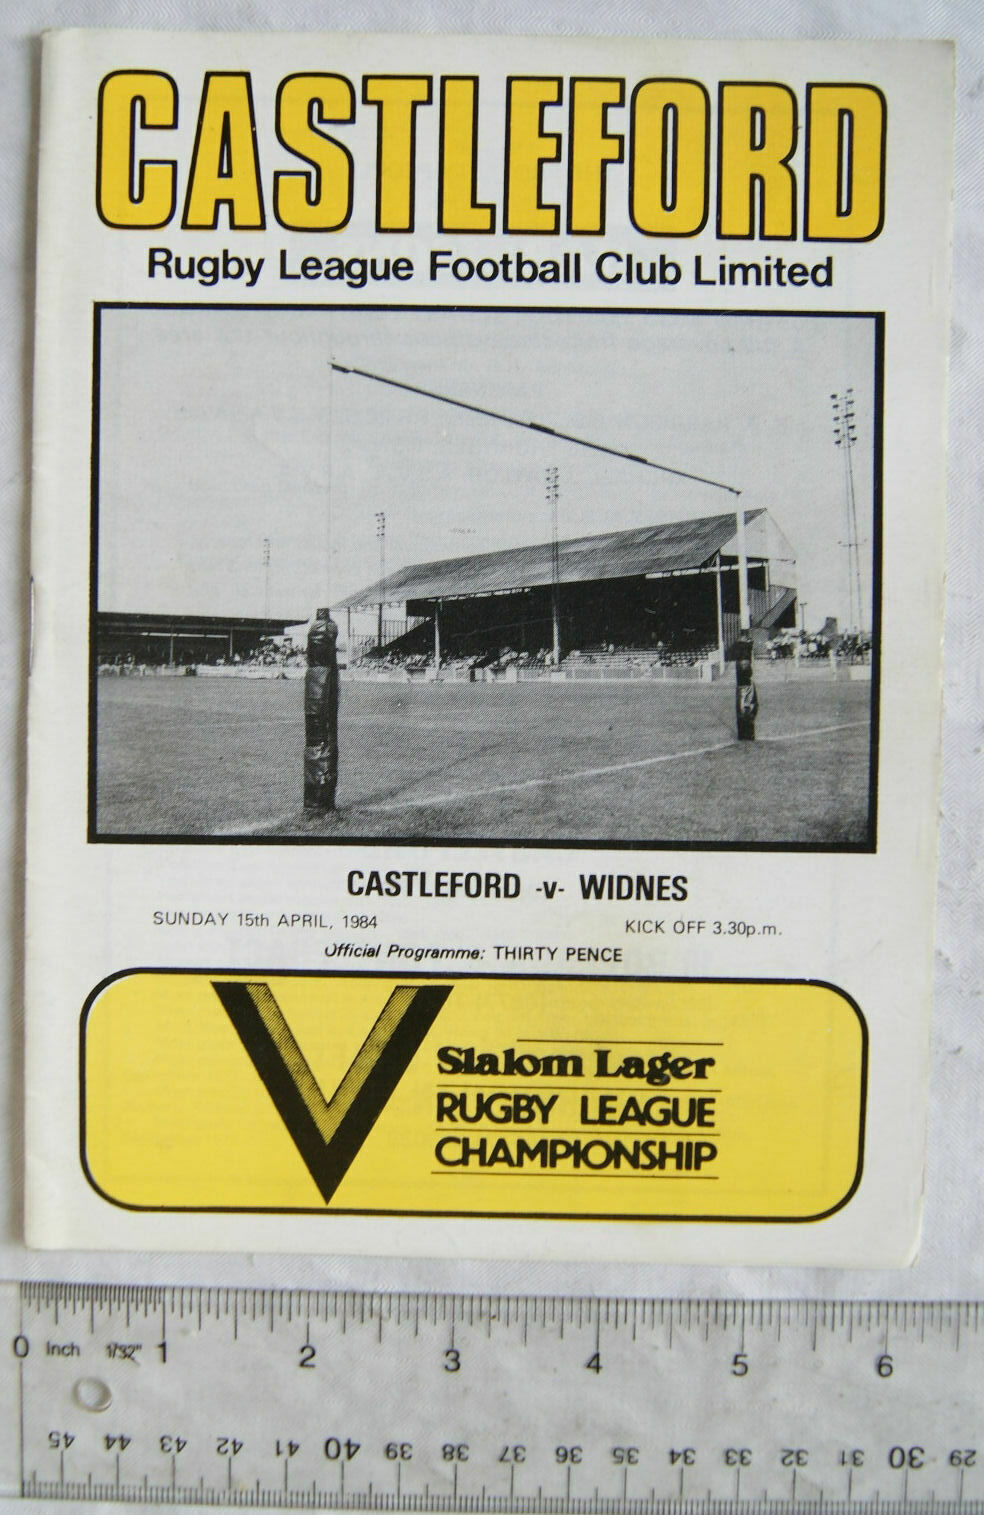 CASTLEFORD
Rugby League Football Club Limited
CASTLEFORD -v- WIDNES
SUNDAY 15th APRIL, 1984 KICK OFF 3.30p.m.
Official Programme: THIRTY PENCE
Slalom Lager
RUGBY LEAGUE
CHAMPIONSHIP
0 Inch 1/32" 1 2 3 4 5 6
45 44 43 42 41 40 39 38 37 36 35 34 33 32 31 30 29